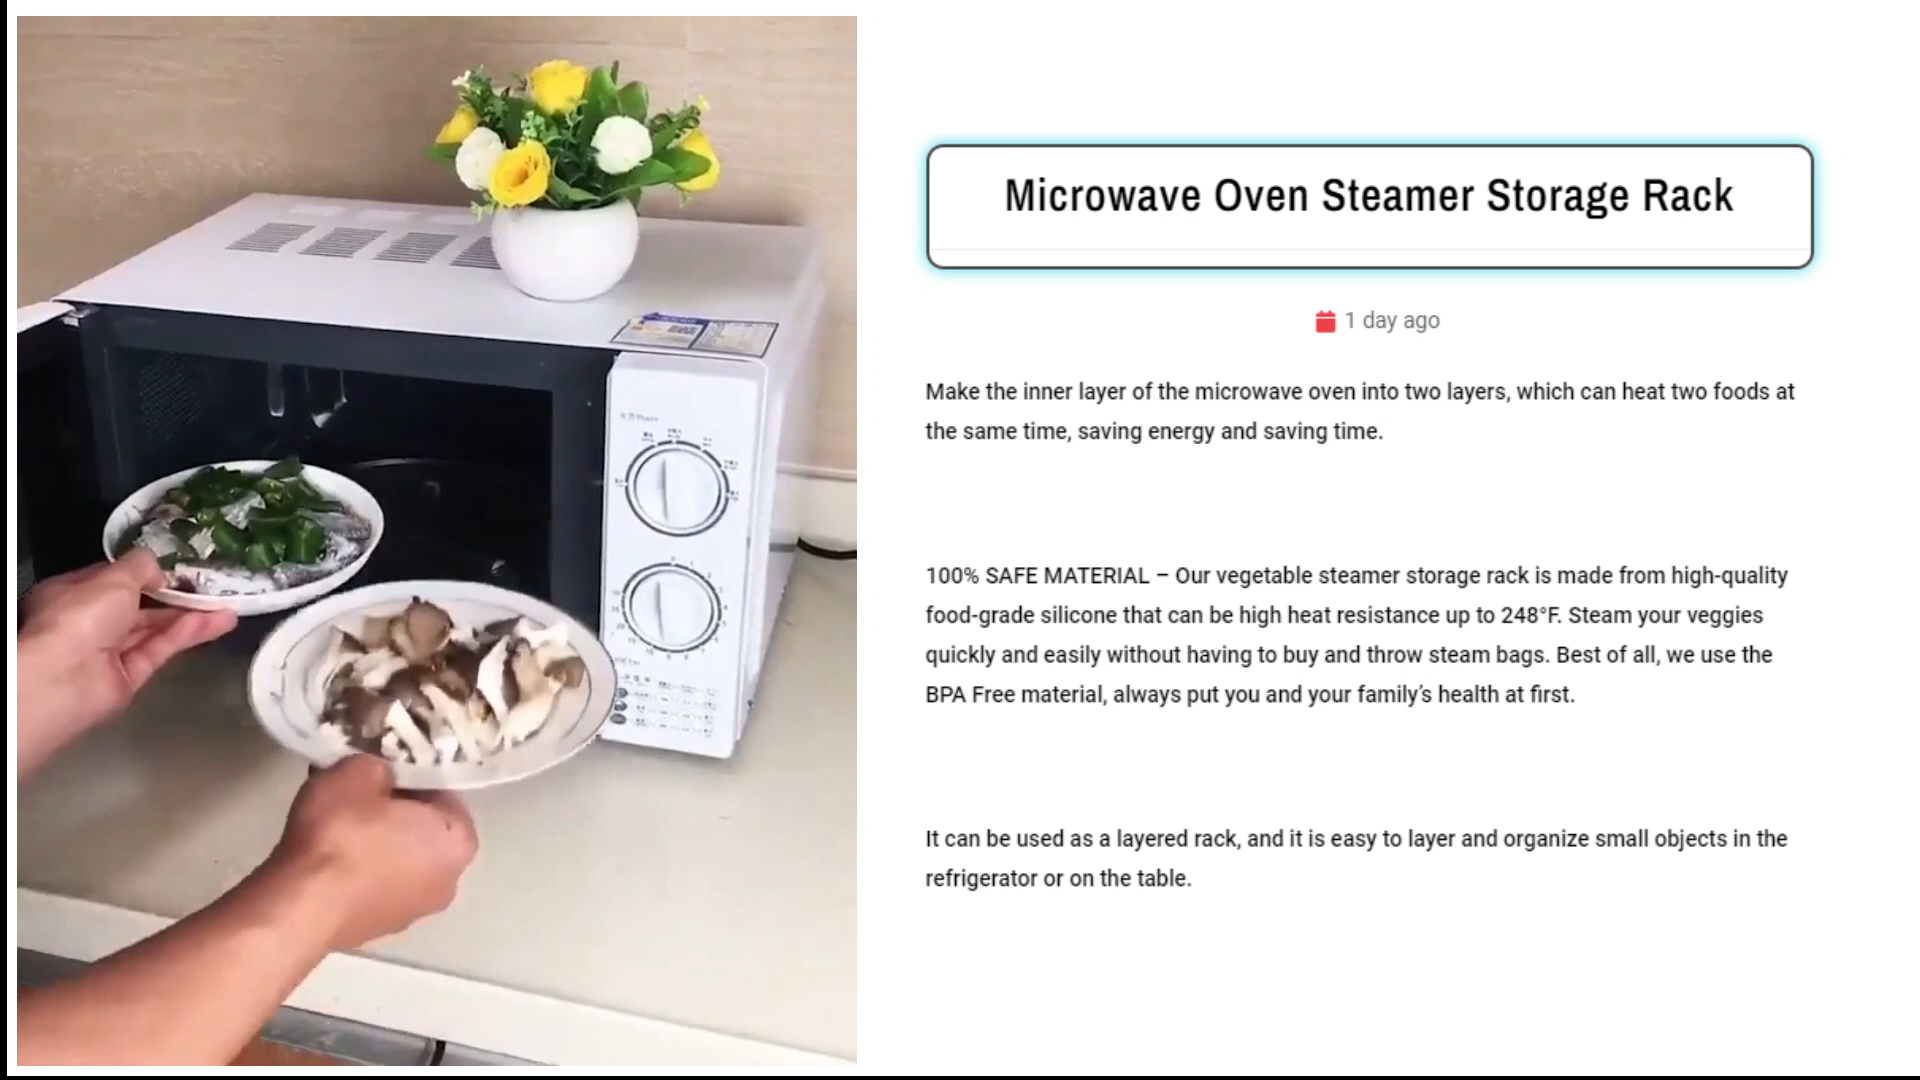 Microwave Oven Steamer Storage Rack
1 day ago
Make the inner layer of the microwave oven into two layers, which can heat two foods at
the same time, saving energy and saving time.
100% SAFE MATERIAL – Our vegetable steamer storage rack is made from high-quality
food-grade silicone that can be high heat resistance up to 248°F. Steam your veggies
quickly and easily without having to buy and throw steam bags. Best of all, we use the
BPA Free material, always put you and your family’s health at first.
It can be used as a layered rack, and it is easy to layer and organize small objects in the
refrigerator or on the table.